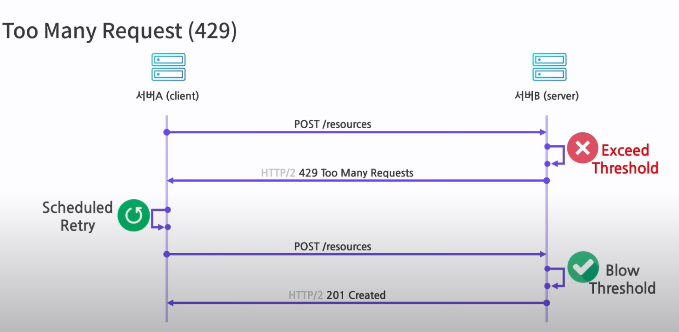 Too Many Request (429)
서버A (client)
서버B (server)
POST /resources
Exceed
Threshold
HTTP/2 429 Too Many Requests
Scheduled
Retry
POST /resources
Blow
Threshold
HTTP/2 201 Created